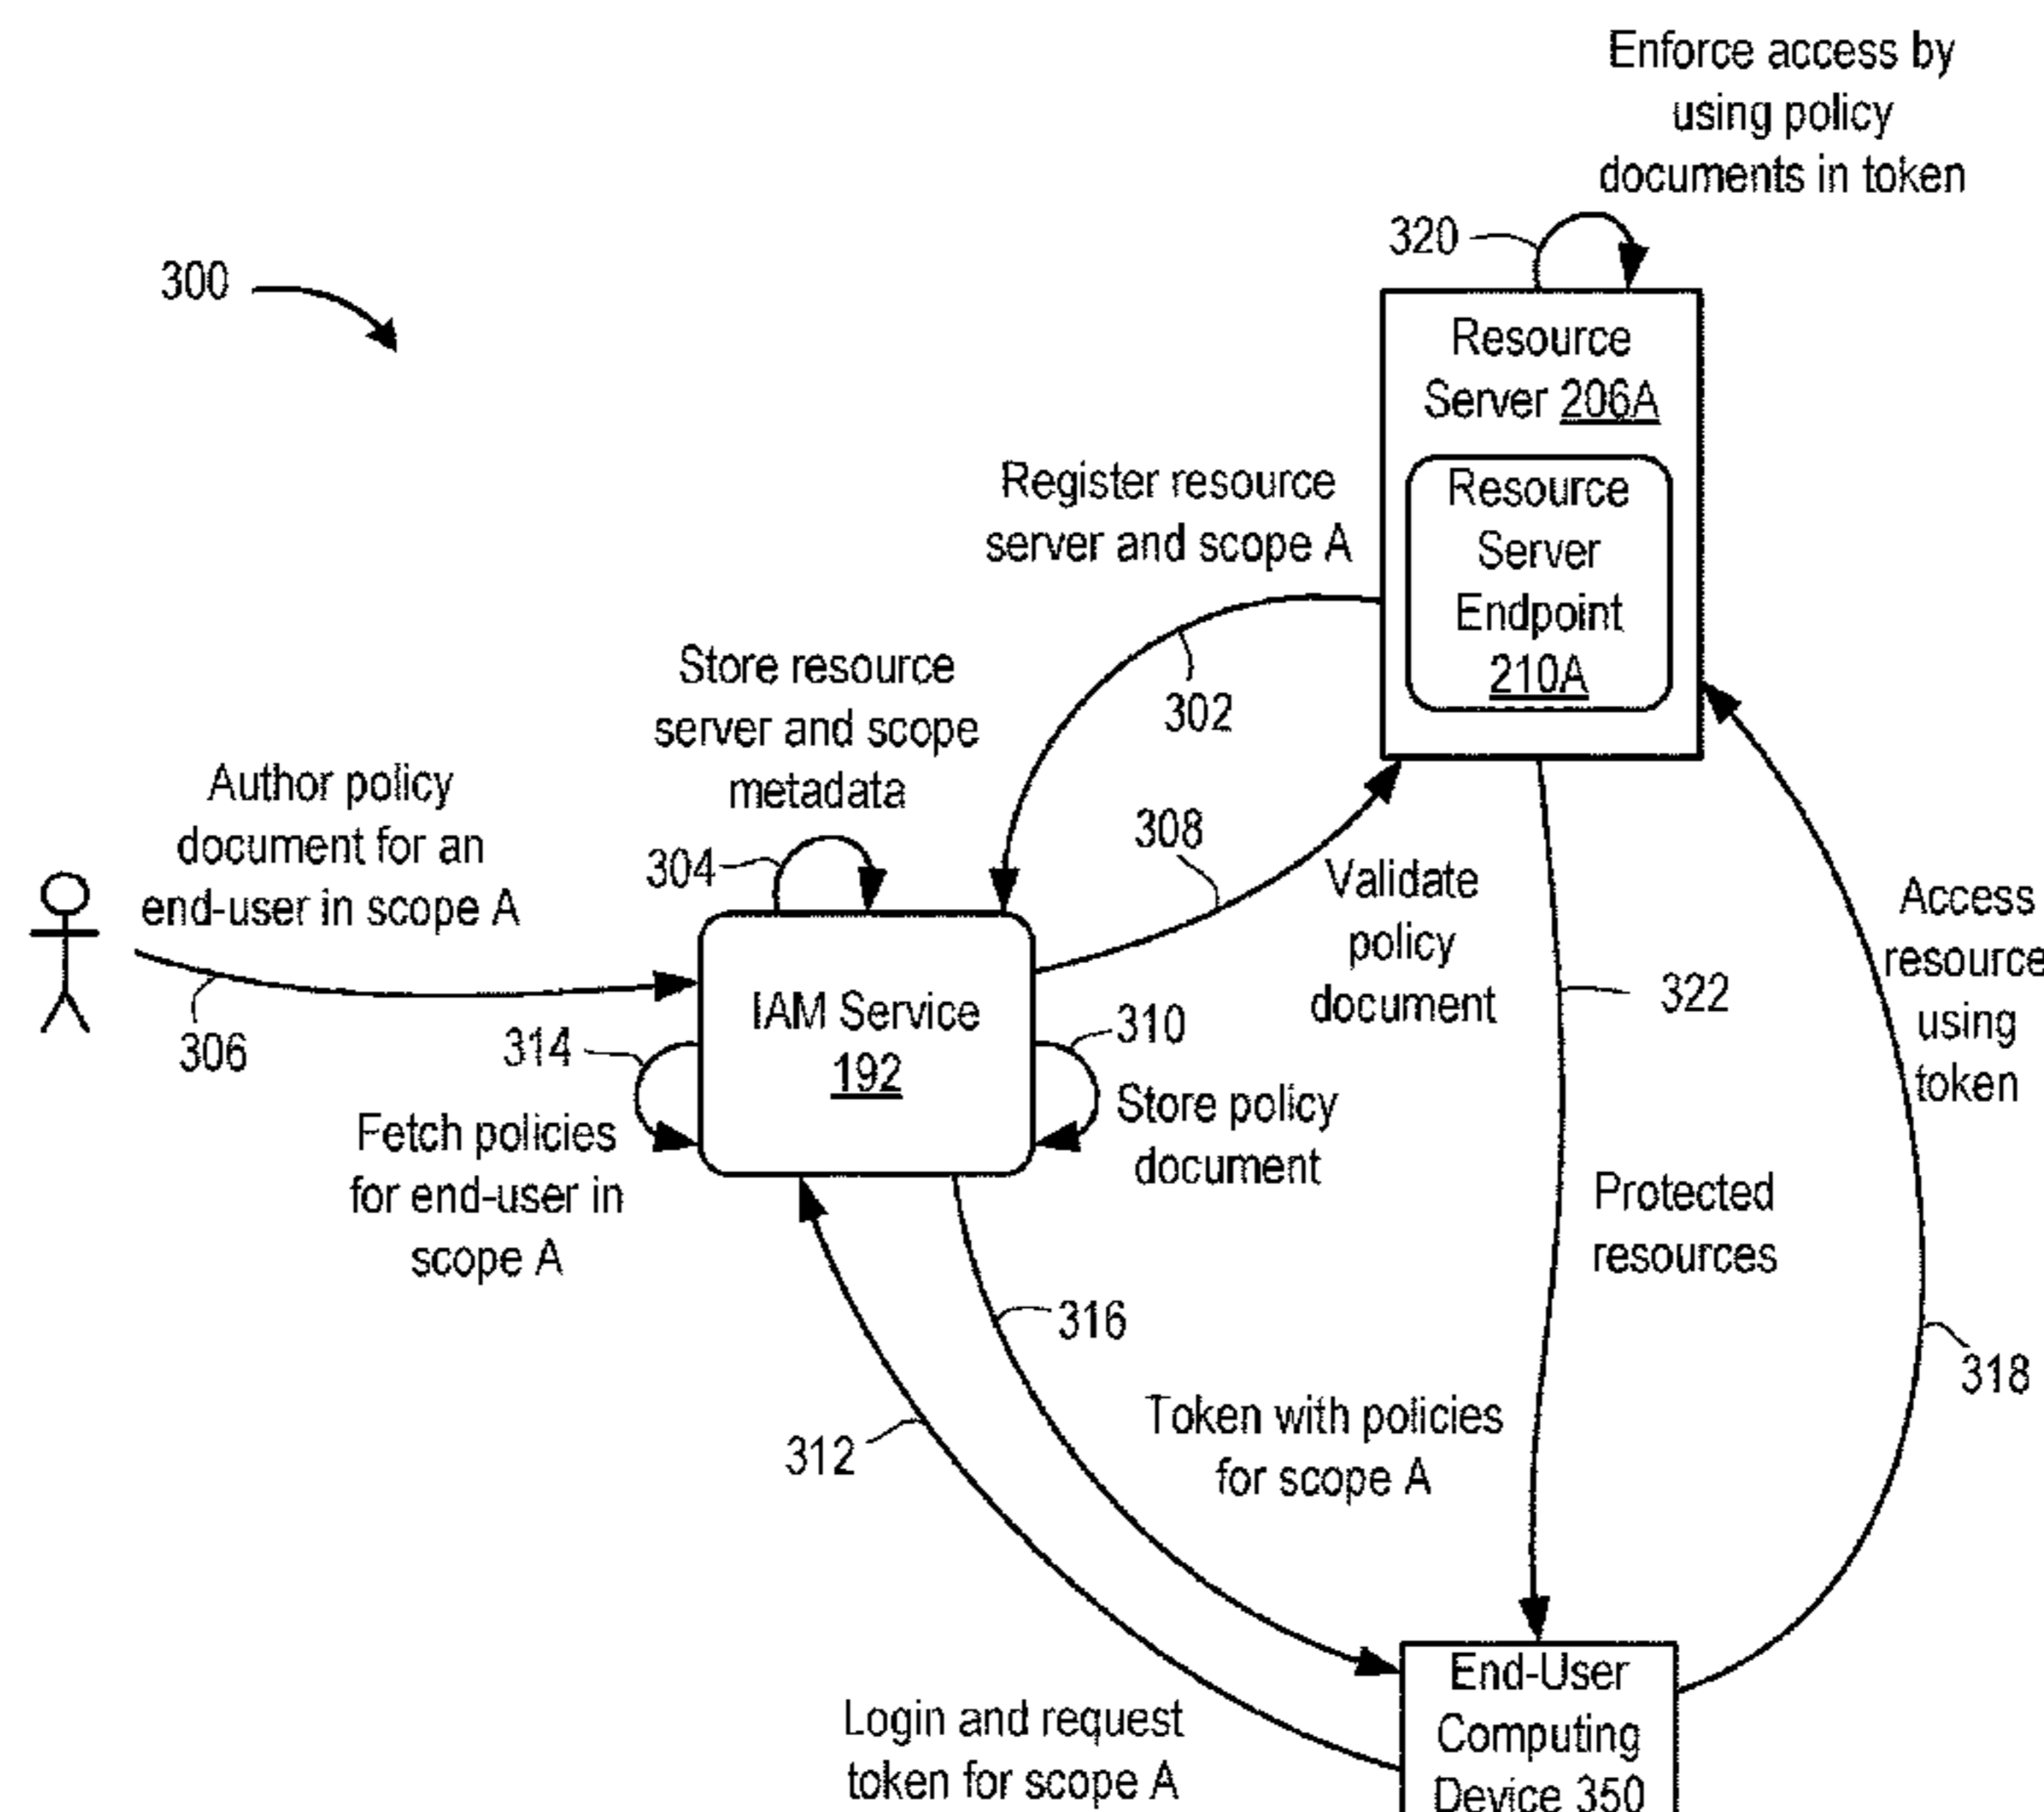 Enforce access by
using policy
documents in token
320
300
Resource
Server 206A
Resource
Server
Endpoint
210A
Register resource
server and scope A
302
Store resource
server and scope
metadata
304
Author policy
document for an
end-user in scope A
306
308
Validate
policy
document
Access
resource
using
token
IAM Service
192
314
310
Store policy
document
322
Fetch policies
for end-user in
scope A
Protected
resources
316
318
312
Token with policies
for scope A
Login and request
token for scope A
End-User
Computing
Device 350